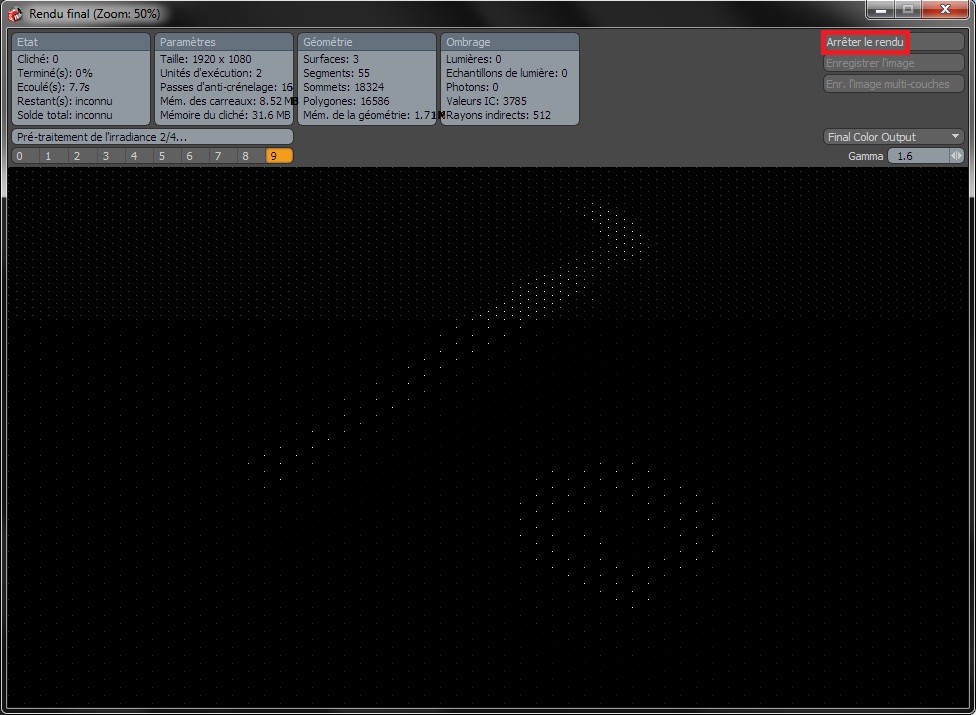 Rendu final (Zoom: 50%)
Etat
Cliché: 0
Terminé(s): 0%
Ecoulé(s): 7.7s
Restant(s): inconnu
Solde total: inconnu
Paramètres
Taille: 1920 x 1080
Unités d'exécution: 2
Passes d'anti-crénelage: 16
Mém. des carreaux: 8.52 MB
Mémoire du cliché: 31.6 MB
Géométrie
Surfaces: 3
Segments: 55
Sommets: 18324
Polygones: 16586
Mém. de la géométrie: 1.71M
Ombrage
Lumières: 0
Echantillons de lumière: 0
Photons: 0
Valeurs IC: 3785
Rayons indirects: 512
Arrêter le rendu
Enregistrer l'image
Enr. l'image multi-couches
Pré-traitement de l'irradiance 2/4...
Final Color Output
0 1 2 3 4 5 6 7 8 9
Gamma 1.6